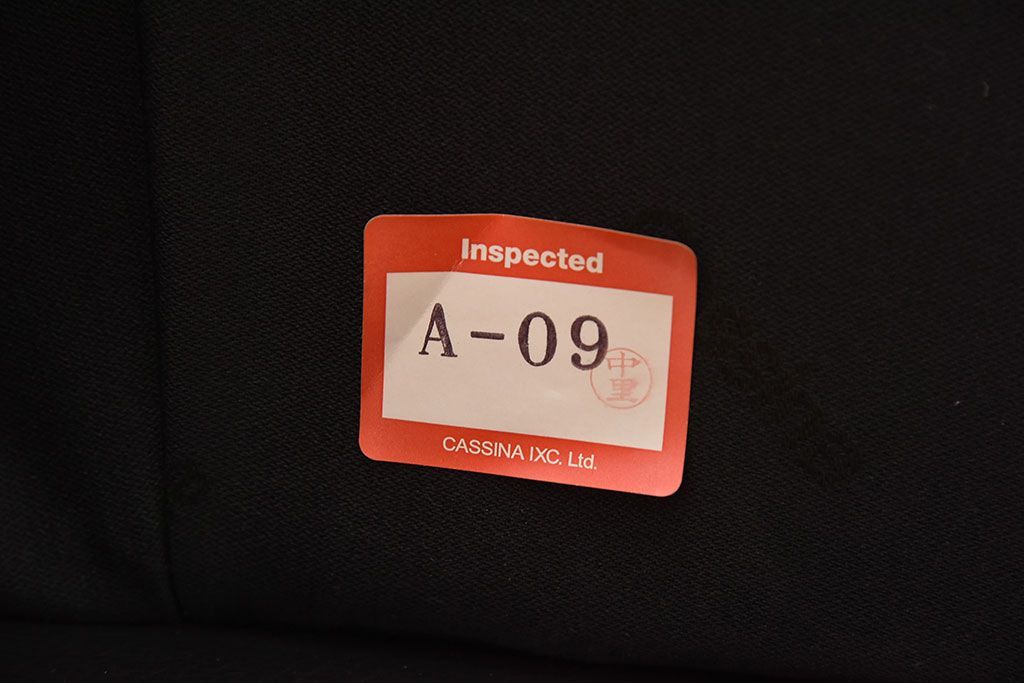 Inspected
A-09
中里
CASSINA IXC. Ltd.